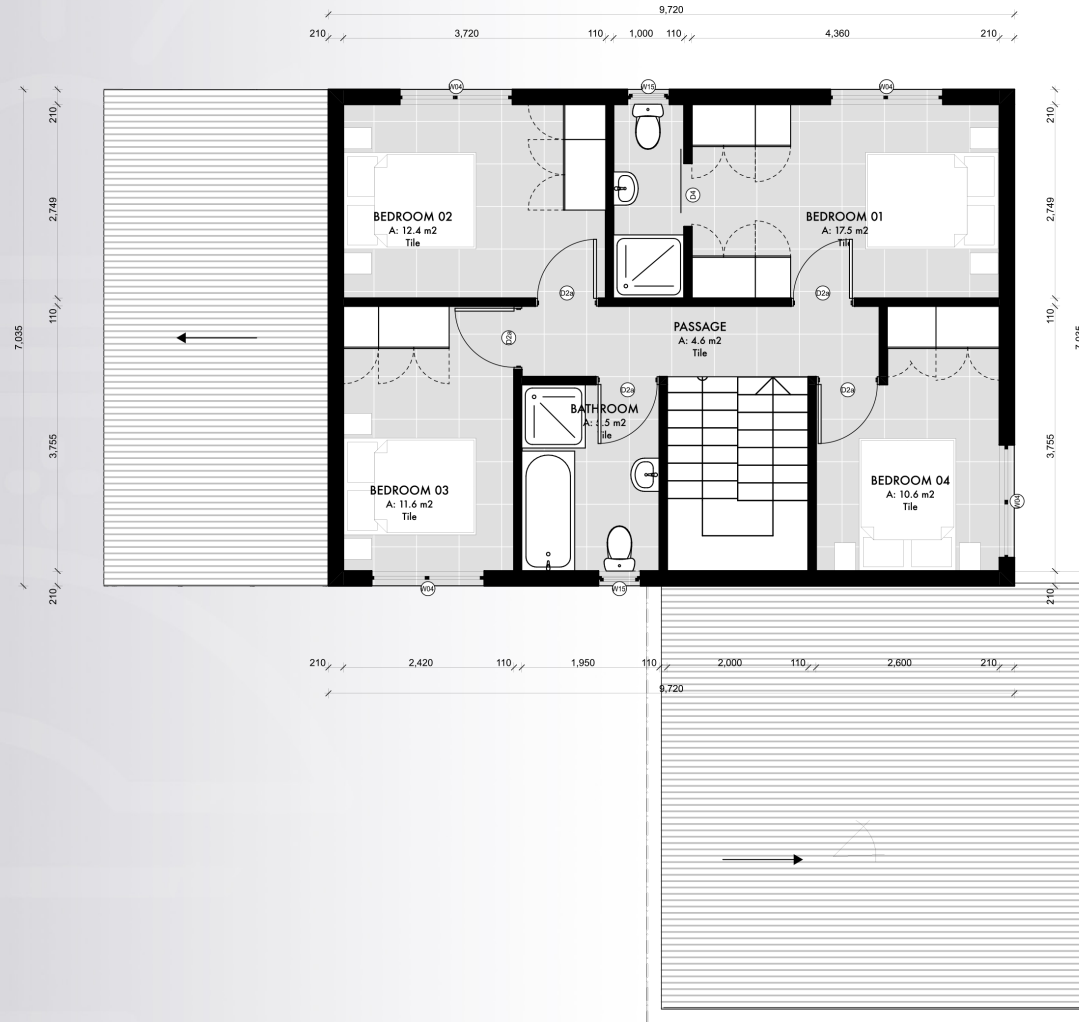 9,720
210 3,720 110 1,000 110 4,360 210
W04 W15 W04
210
210
2,749
2,749
D4
BEDROOM 02
A: 12.4 m2
Tile
BEDROOM 01
A: 17.5 m2
Tile
D2a D2a
110
110
7,035
PASSAGE
A: 4.6 m2
Tile
D2a
D2a D2a
BATHROOM
3,755
3,755
BEDROOM 03
A: 11.6 m2
Tile
BEDROOM 04
A: 10.6 m2
Tile
W04
W04 W15
210
210
210 2,420 110 1,950 110 2,000 110 2,600 210
9,720